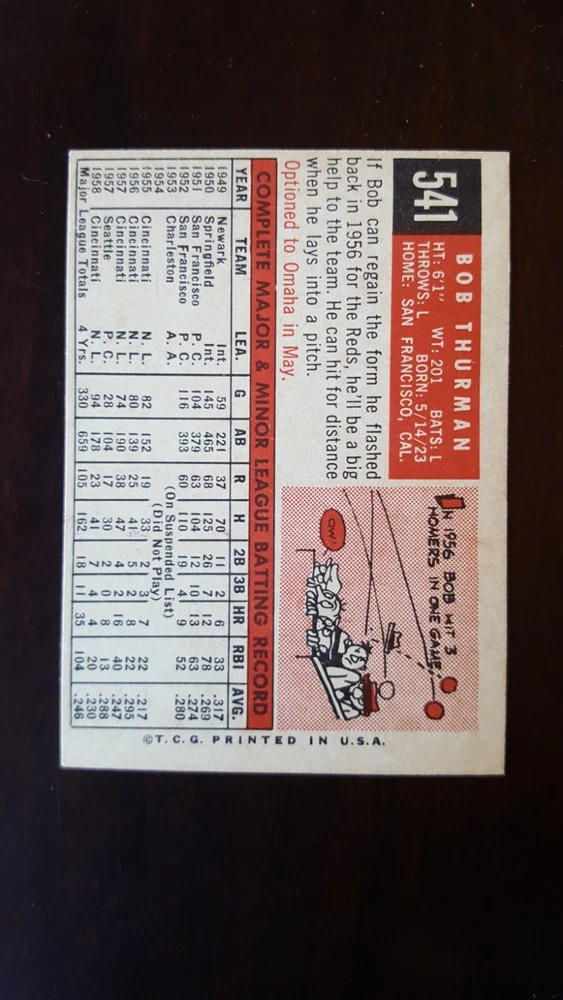 541
BOB THURMAN
HT: 6'1" WT: 201 BATS: L
THROWS: L BORN: 5/14/23
HOME: SAN FRANCISCO, CAL.
If Bob can regain the form he flashed
back in 1956 for the Reds, he'll be a big
help to the team. He can hit for distance
when he lays into a pitch.
Optioned to Omaha in May.
IN 1956 BOB HIT 3
HOMERS IN ONE GAME
OW!
COMPLETE MAJOR & MINOR LEAGUE BATTING RECORD
YEAR TEAM LEA. G AB R H 2B 3B HR RBI AVG.
1949 Newark Int. 59 221 37 70 11 2 6 33 .317
1950 Springfield Int. 145 465 68 125 26 7 12 78 .269
1951 San Francisco P. C. 104 379 63 104 12 10 13 63 .274
1952 San Francisco P. C. 116 393 60 110 19 4 9 52 .280
1953 Charleston A. A. (On Suspended List)
1954 (Did Not Play)
1955 Cincinnati N. L. 82 152 19 33 2 3 7 22 .217
1956 Cincinnati N. L. 80 139 25 41 5 2 8 22 .295
1957 Cincinnati N. L. 74 190 38 47 4 2 16 40 .247
1957 Seattle P. C. 28 104 17 30 2 0 8 13 .288
1958 Cincinnati N. L. 94 178 23 41 7 4 4 20 .230
Major League Totals 4 Yrs. 330 659 105 162 18 11 35 104 .246
©T.C.G. PRINTED IN U.S.A.